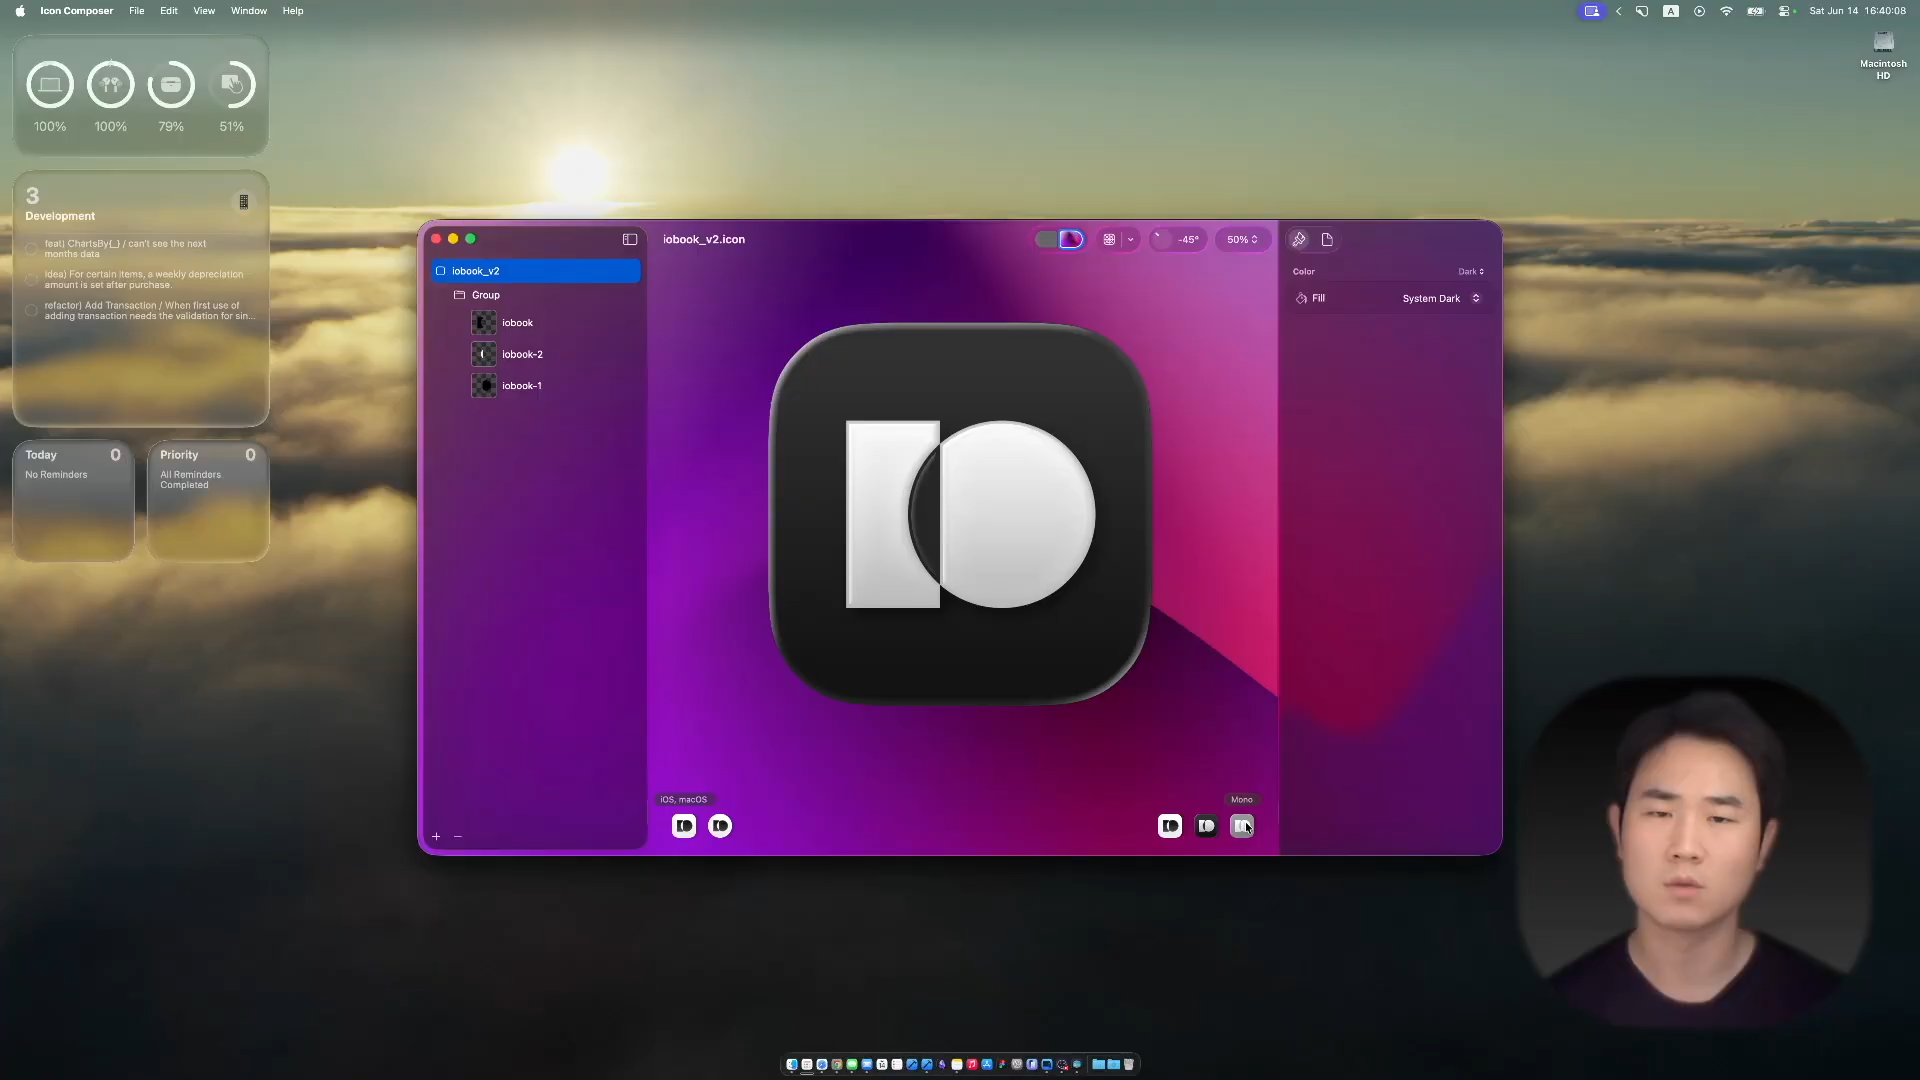 Icon Composer File Edit View Window Help
A
Sat Jun 14 16:40:08
Macintosh
HD
100% 100% 79% 51%
3
Development
feat) ChartsBy{_} / can't see the next
months data
idea) For certain items, a weekly depreciation
amount is set after purchase.
refactor) Add Transaction / When first use of
adding transaction needs the validation for sin...
Today 0
No Reminders
Priority 0
All Reminders
Completed
iobook_v2
Group
iobook
iobook-2
iobook-1
iobook_v2.icon
-45°
50%
Color Dark
Fill System Dark
IO
iOS, macOS
Mono
+ −